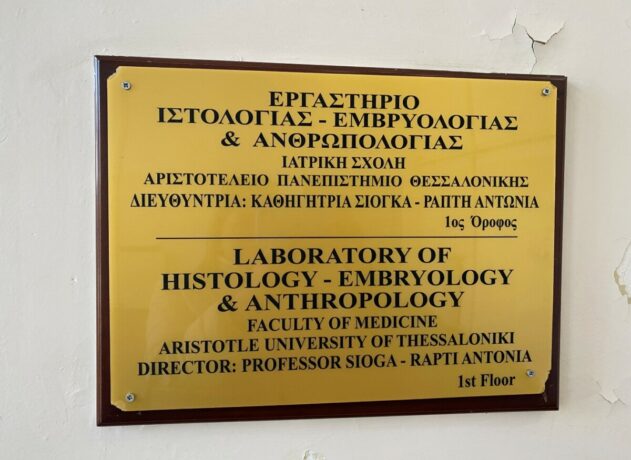 ΕΡΓΑΣΤΗΡΙΟ
ΙΣΤΟΛΟΓΙΑΣ - ΕΜΒΡΥΟΛΟΓΙΑΣ
& ΑΝΘΡΩΠΟΛΟΓΙΑΣ
ΙΑΤΡΙΚΗ ΣΧΟΛΗ
ΑΡΙΣΤΟΤΕΛΕΙΟ ΠΑΝΕΠΙΣΤΗΜΙΟ ΘΕΣΣΑΛΟΝΙΚΗΣ
ΔΙΕΥΘΥΝΤΡΙΑ: ΚΑΘΗΓΗΤΡΙΑ ΣΙΟΓΚΑ - ΡΑΠΤΗ ΑΝΤΩΝΙΑ
1ος Όροφος
LABORATORY OF
HISTOLOGY - EMBRYOLOGY
& ANTHROPOLOGY
FACULTY OF MEDICINE
ARISTOTLE UNIVERSITY OF THESSALONIKI
DIRECTOR: PROFESSOR SIOGA - RAPTI ANTONIA
1st Floor